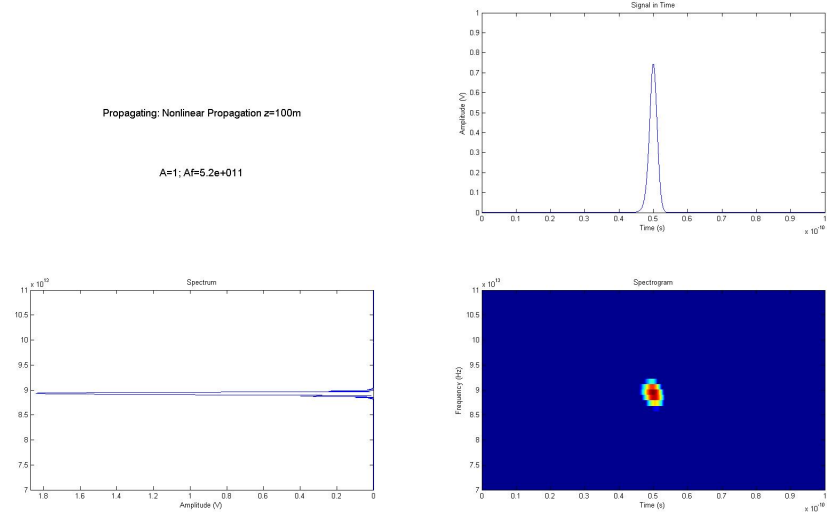 Propagating: Nonlinear Propagation z=100m
A=1; Af=5.2e+011
Signal in Time
1
0.9
0.8
0.7
0.6
0.5
0.4
0.3
0.2
0.1
0
Amplitude (V)
0 0.1 0.2 0.3 0.4 0.5 0.6 0.7 0.8 0.9 1
Time (s)
x 10^-10
Spectrum
x 10^13
11
10.5
10
9.5
9
8.5
8
7.5
7
1.8 1.6 1.4 1.2 1 0.8 0.6 0.4 0.2 0
Amplitude (V)
Spectrogram
x 10^13
11
10.5
10
9.5
9
8.5
8
7.5
7
Frequency (Hz)
0 0.1 0.2 0.3 0.4 0.5 0.6 0.7 0.8 0.9 1
Time (s)
x 10^-10